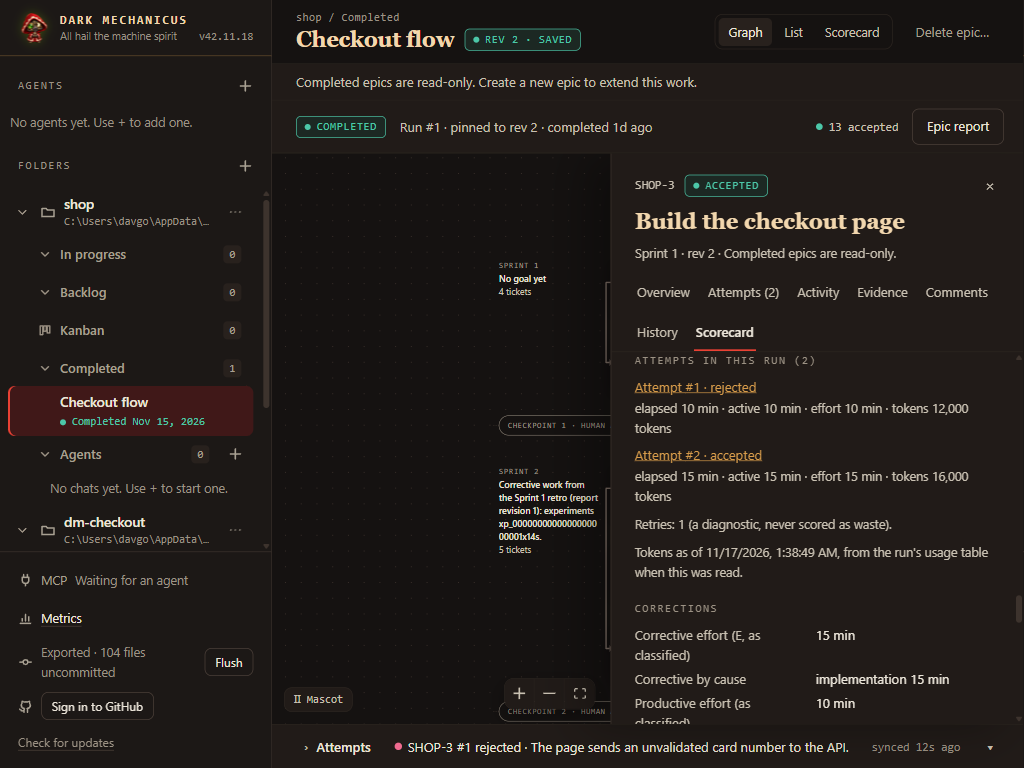 DARK MECHANICUS
All hail the machine spirit v42.11.18
AGENTS
No agents yet. Use + to add one.
FOLDERS
shop
C:\Users\davgo\AppData\…
In progress 0
Backlog 0
Kanban 0
Completed 1
Checkout flow
Completed Nov 15, 2026
Agents 0
No chats yet. Use + to start one.
dm-checkout
C:\Users\davgo\AppData\…
MCP Waiting for an agent
Metrics
Exported · 104 files
uncommitted
Flush
Sign in to GitHub
Check for updates
shop / Completed
Checkout flow
REV 2 · SAVED
Graph List Scorecard
Delete epic…
Completed epics are read-only. Create a new epic to extend this work.
COMPLETED
Run #1 · pinned to rev 2 · completed 1d ago
13 accepted
Epic report
SPRINT 1
No goal yet
4 tickets
CHECKPOINT 1 · HUMAN
SPRINT 2
Corrective work from
the Sprint 1 retro (report
revision 1): experiments
xp_00000000000000000
00001x14s.
5 tickets
CHECKPOINT 2 · HUMAN
Mascot
SHOP-3 ACCEPTED
Build the checkout page
Sprint 1 · rev 2 · Completed epics are read-only.
Overview Attempts (2) Activity Evidence Comments
History Scorecard
ATTEMPTS IN THIS RUN (2)
Attempt #1 · rejected
elapsed 10 min · active 10 min · effort 10 min · tokens 12,000
tokens
Attempt #2 · accepted
elapsed 15 min · active 15 min · effort 15 min · tokens 16,000
tokens
Retries: 1 (a diagnostic, never scored as waste).
Tokens as of 11/17/2026, 1:38:49 AM, from the run's usage table
when this was read.
CORRECTIONS
Corrective effort (E, as 15 min
classified)
Corrective by cause implementation 15 min
Productive effort (as 10 min
classified)
Attempts SHOP-3 #1 rejected · The page sends an unvalidated card number to the API. synced 12s ago